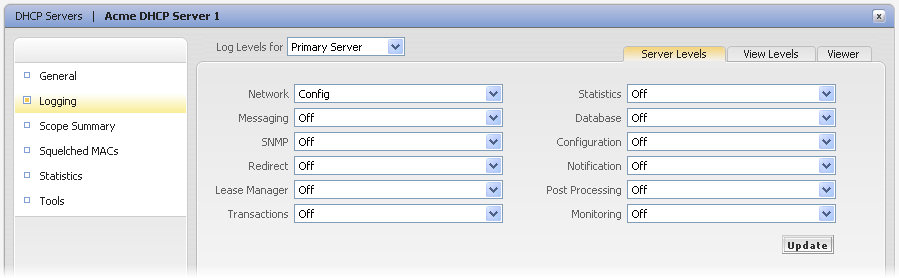 DHCP Servers | Acme DHCP Server 1
Log Levels for Primary Server
Server Levels View Levels Viewer
General
Logging
Scope Summary
Squelched MACs
Statistics
Tools
Network Config Statistics Off
Messaging Off Database Off
SNMP Off Configuration Off
Redirect Off Notification Off
Lease Manager Off Post Processing Off
Transactions Off Monitoring Off
Update